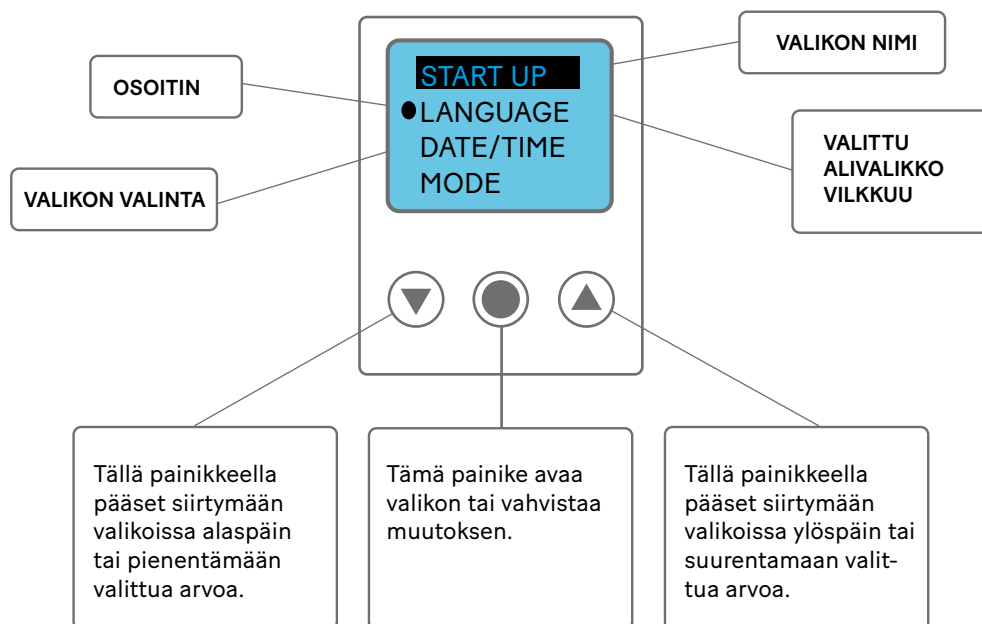 VALIKON NIMI
OSOITIN
START UP
LANGUAGE
DATE/TIME
MODE
VALITTU
ALIVALIKKO
VILKKUU
VALIKON VALINTA
Tällä painikkeella
pääset siirtymään
valikoissa alaspäin
tai pienentämään
valittua arvoa.
Tämä painike avaa
valikon tai vahvistaa
muutoksen.
Tällä painikkeella
pääset siirtymään
valikoissa ylöspäin tai
suurentamaan valit-
tua arvoa.